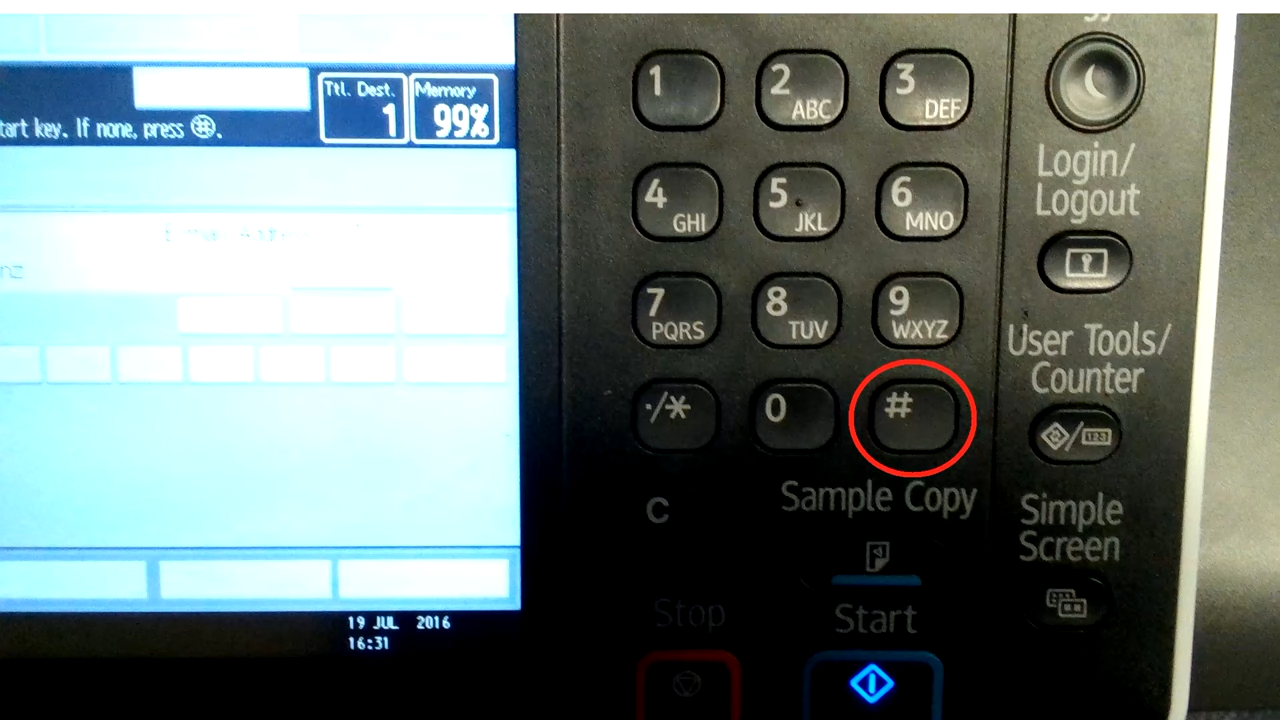 Ttl. Dest.
1
Memory
99%
tart key. If none, press #.
19 JUL 2016
16:31
1
2 ABC
3 DEF
4 GHI
5 JKL
6 MNO
7 PQRS
8 TUV
9 WXYZ
./*
0
#
C
Sample Copy
Stop
Start
Login/
Logout
User Tools/
Counter
123
Simple
Screen